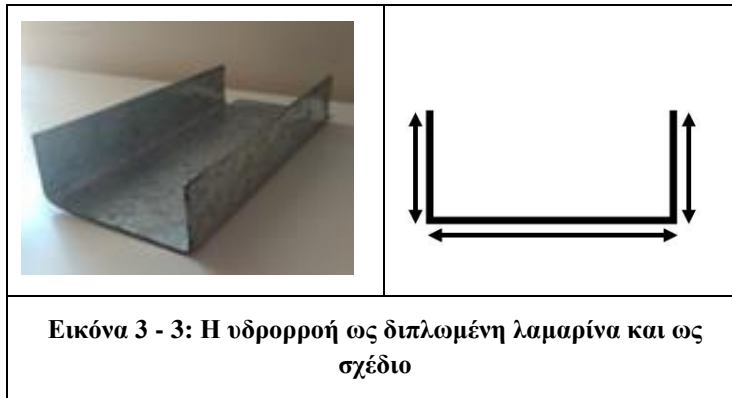 Εικόνα 3 - 3: Η υδρορροή ως διπλωμένη λαμαρίνα και ως
σχέδιο